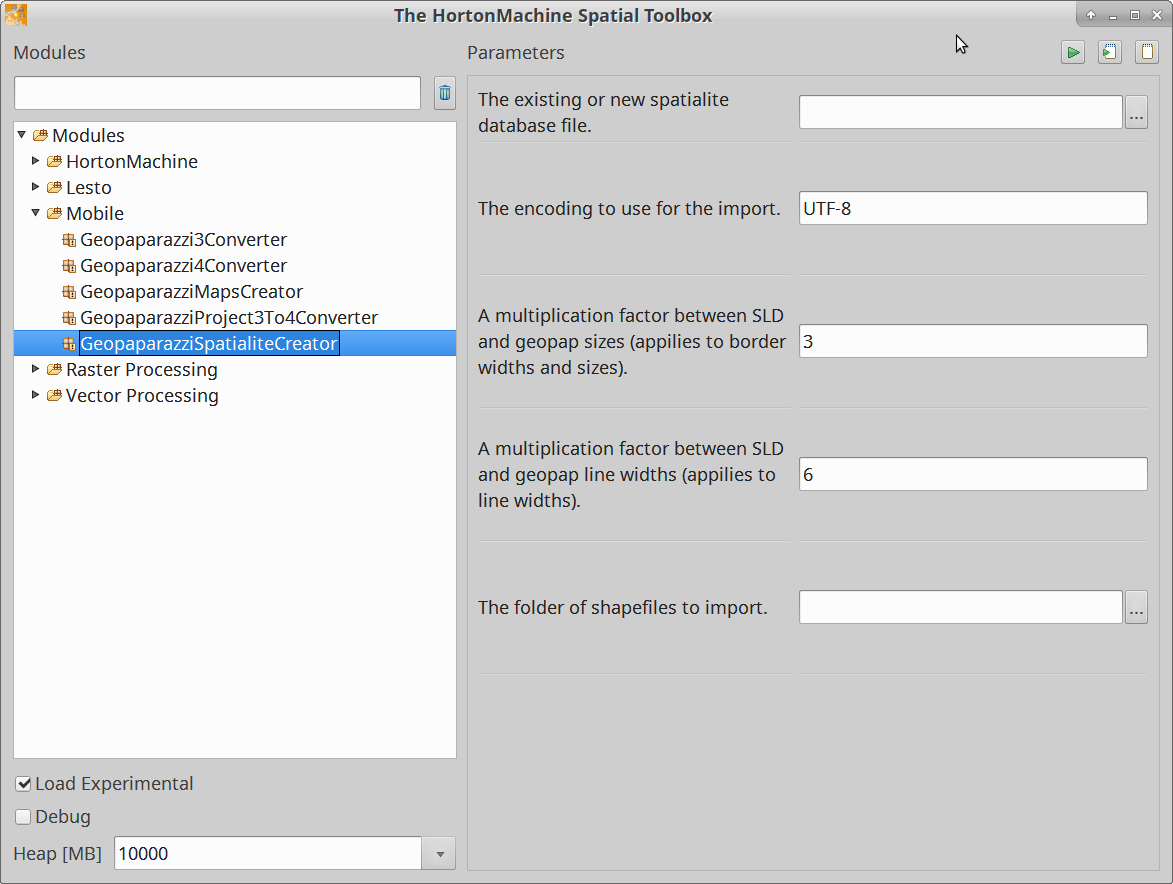 The HortonMachine Spatial Toolbox
Modules
Modules
HortonMachine
Lesto
Mobile
Geopaparazzi3Converter
Geopaparazzi4Converter
GeopaparazziMapsCreator
GeopaparazziProject3To4Converter
GeopaparazziSpatialiteCreator
Raster Processing
Vector Processing
Load Experimental
Debug
Heap [MB] 10000
Parameters
The existing or new spatialite
database file.
...
The encoding to use for the import. UTF-8
A multiplication factor between SLD
and geopap sizes (appilies to border
widths and sizes).
3
A multiplication factor between SLD
and geopap line widths (appilies to
line widths).
6
The folder of shapefiles to import.
...